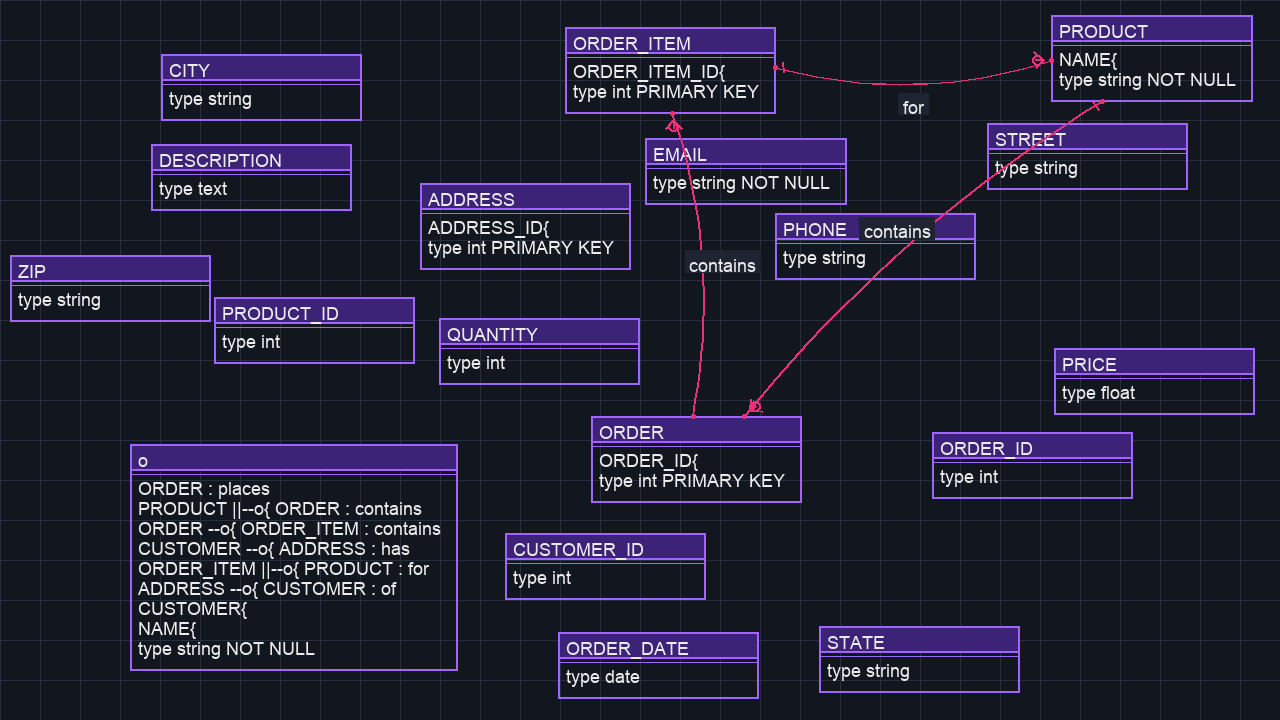 ORDER_ITEM
ORDER_ITEM_ID{
type int PRIMARY KEY
PRODUCT
NAME{
type string NOT NULL
CITY
type string
for
DESCRIPTION
type text
EMAIL
type string NOT NULL
STREET
type string
ADDRESS
ADDRESS_ID{
type int PRIMARY KEY
PHONE
type string
contains
contains
ZIP
type string
PRODUCT_ID
type int
QUANTITY
type int
PRICE
type float
ORDER
ORDER_ID{
type int PRIMARY KEY
ORDER_ID
type int
o
ORDER : places
PRODUCT ||--o{ ORDER : contains
ORDER --o{ ORDER_ITEM : contains
CUSTOMER --o{ ADDRESS : has
ORDER_ITEM ||--o{ PRODUCT : for
ADDRESS --o{ CUSTOMER : of
CUSTOMER{
NAME{
type string NOT NULL
CUSTOMER_ID
type int
ORDER_DATE
type date
STATE
type string